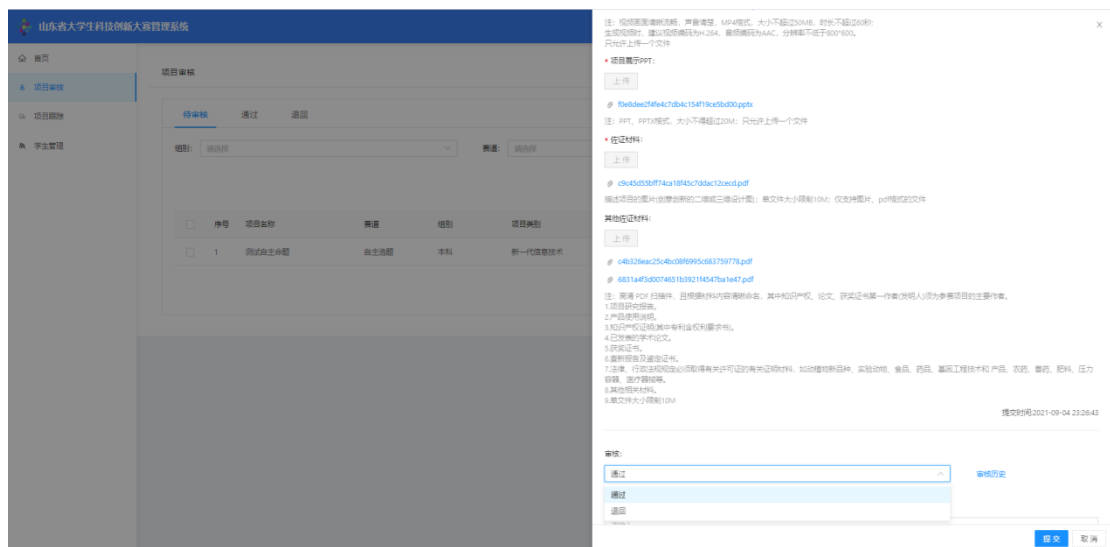 山东省大学生科技创新大赛管理系统
首页
项目审核
项目跟踪
学生管理
项目审核
待审核 通过 退回
组别: 请选择 赛道: 请选择
序号 项目名称 赛道 组别 项目类别
1 测试自主命题 自主选题 本科 新一代信息技术
注：视频画面清晰流畅、声音清楚、MP4格式、大小不超过50MB、时长不超过60秒；
生成视频时，建议视频编码为H.264、音频编码为AAC、分辨率不低于800*600。
只允许上传一个文件
* 项目展示PPT:
上 传
f0e8dee2f4fe4c7db4c154f19ce5bd00.pptx
注：PPT、PPTX格式，大小不得超过20M；只允许上传一个文件
* 佐证材料:
上 传
c9c45d55bff74ca18f45c7ddac12cecd.pdf
描述项目的图片(创意创新的二维或三维设计图)；单文件大小限制10M；仅支持图片、pdf格式的文件
其他佐证材料:
上 传
c4b326eac25c4bc08f6995c683759778.pdf
6831a4f3d0074651b3921f4547ba1e47.pdf
注：高清 PDF 扫描件，且根据材料内容清晰命名，其中知识产权、论文、获奖证书第一作者(发明人)须为参赛项目的主要作者。
1.项目研究报告。
2.产品使用说明。
3.知识产权证明(其中专利含权利要求书)。
4.已发表的学术论文。
5.获奖证书。
6.查新报告及鉴定证书。
7.法律、行政法规规定必须取得有关许可证的有关证明材料，如动植物新品种、实验动物、食品、药品、基因工程技术和 产品、农药、兽药、肥料、压力
容器、医疗器械等。
8.其他相关材料。
9.单文件大小限制10M
提交时间:2021-09-04 23:26:43
审核:
通过 审核历史
通过
退回
提 交 取 消